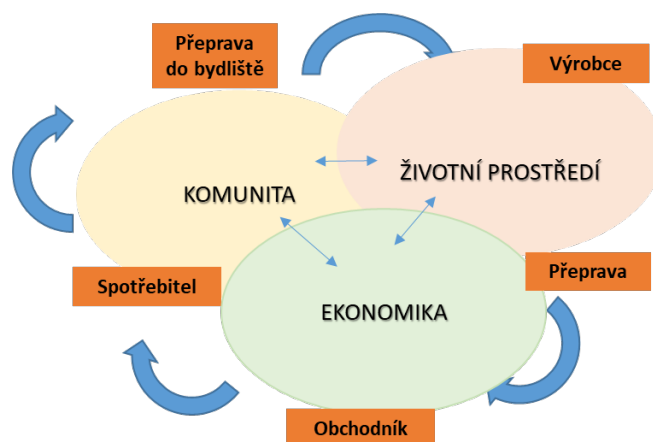 Přeprava
do bydliště
Výrobce
KOMUNITA
ŽIVOTNÍ PROSTŘEDÍ
Spotřebitel
Přeprava
EKONOMIKA
Obchodník